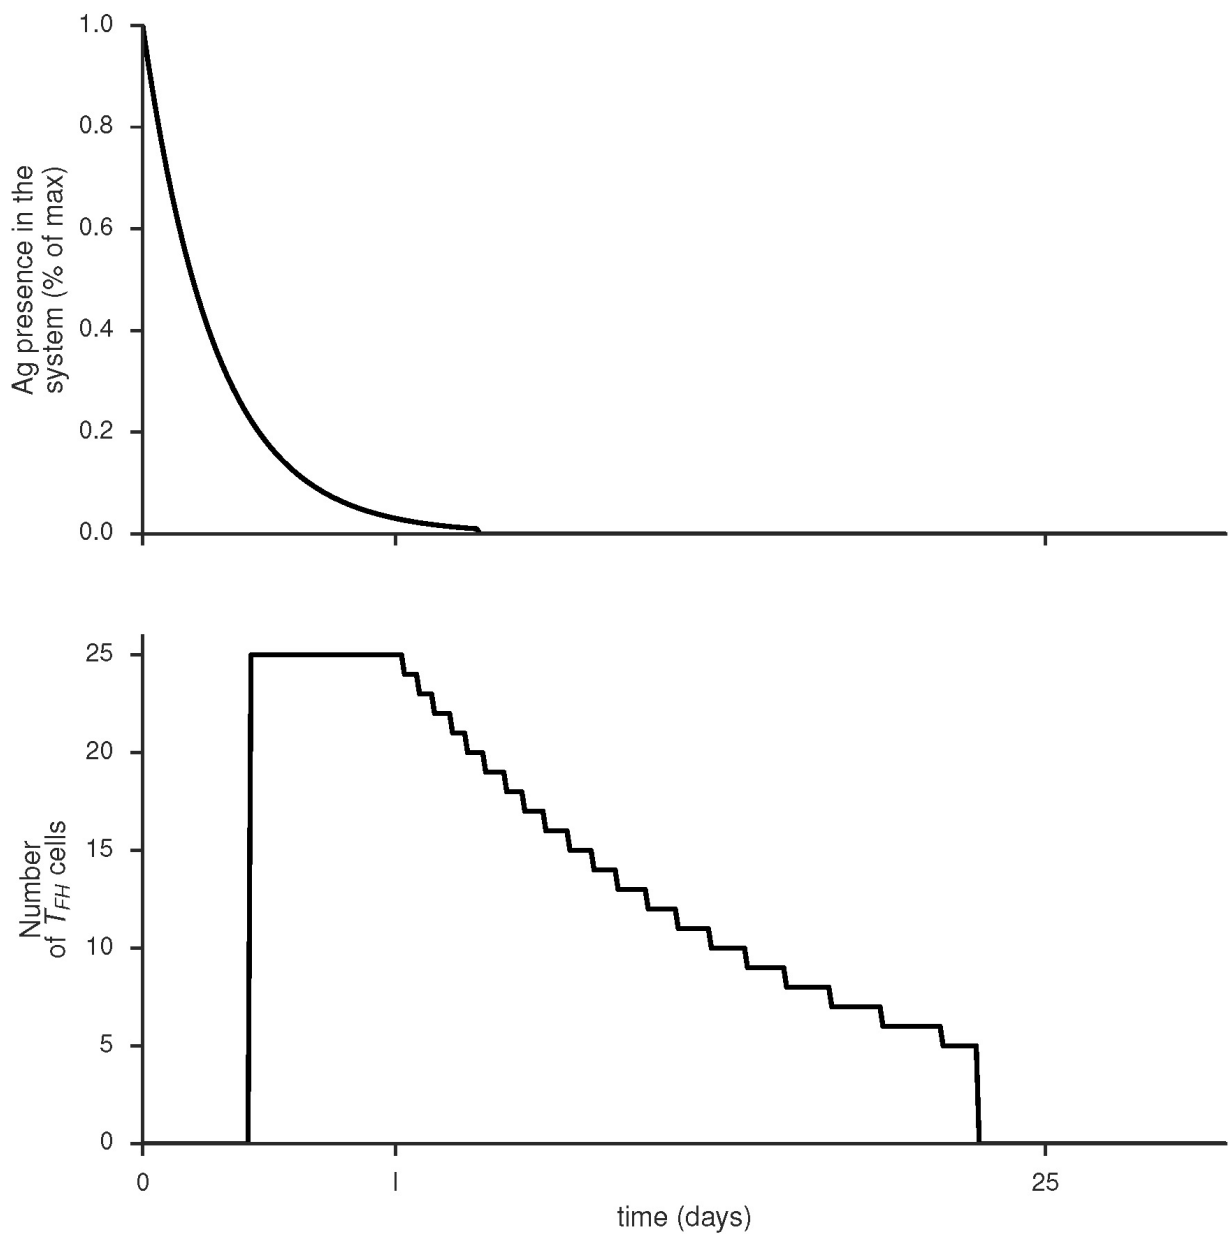 1.0
0.8
0.6
0.4
0.2
0.0
Ag presence in the
system (% of max)
25
20
15
10
5
0
Number
of T_FH cells
0
I
25
time (days)